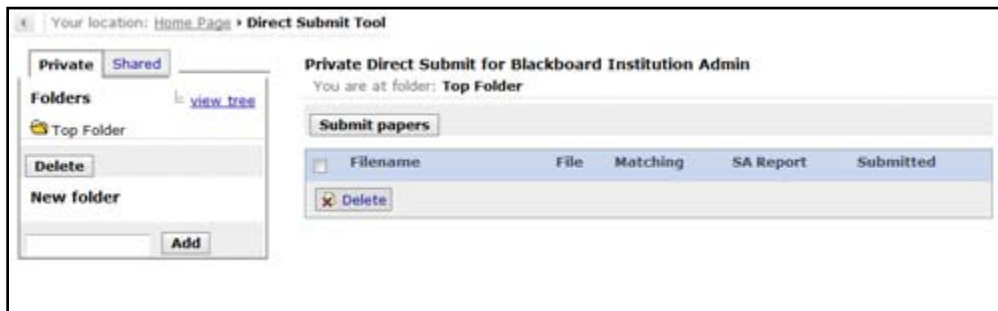 Your location: Home Page Direct Submit Tool
Private Shared
Folders view tree
Top Folder
Delete
New folder
Add
Private Direct Submit for Blackboard Institution Admin
You are at folder: Top Folder
Submit papers
Filename File Matching SA Report Submitted
Delete